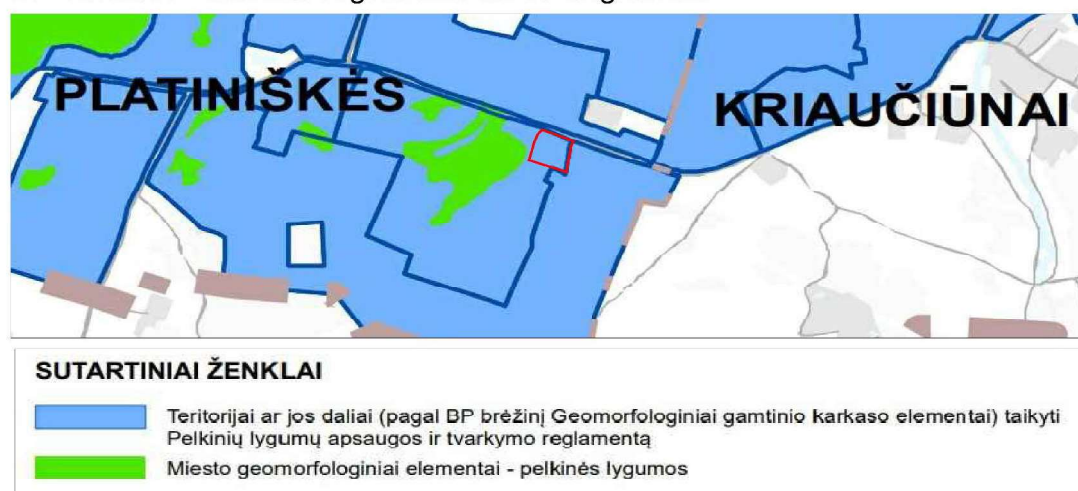 PLATINIŠKĖS
KRIAUČIŪNAI
SUTARTINIAI ŽENKLAI
Teritorijai ar jos daliai (pagal BP brėžinį Geomorfologiniai gamtinio karkaso elementai) taikyti
Pelkinių lygumų apsaugos ir tvarkymo reglamentą
Miesto geomorfologiniai elementai - pelkinės lygumos